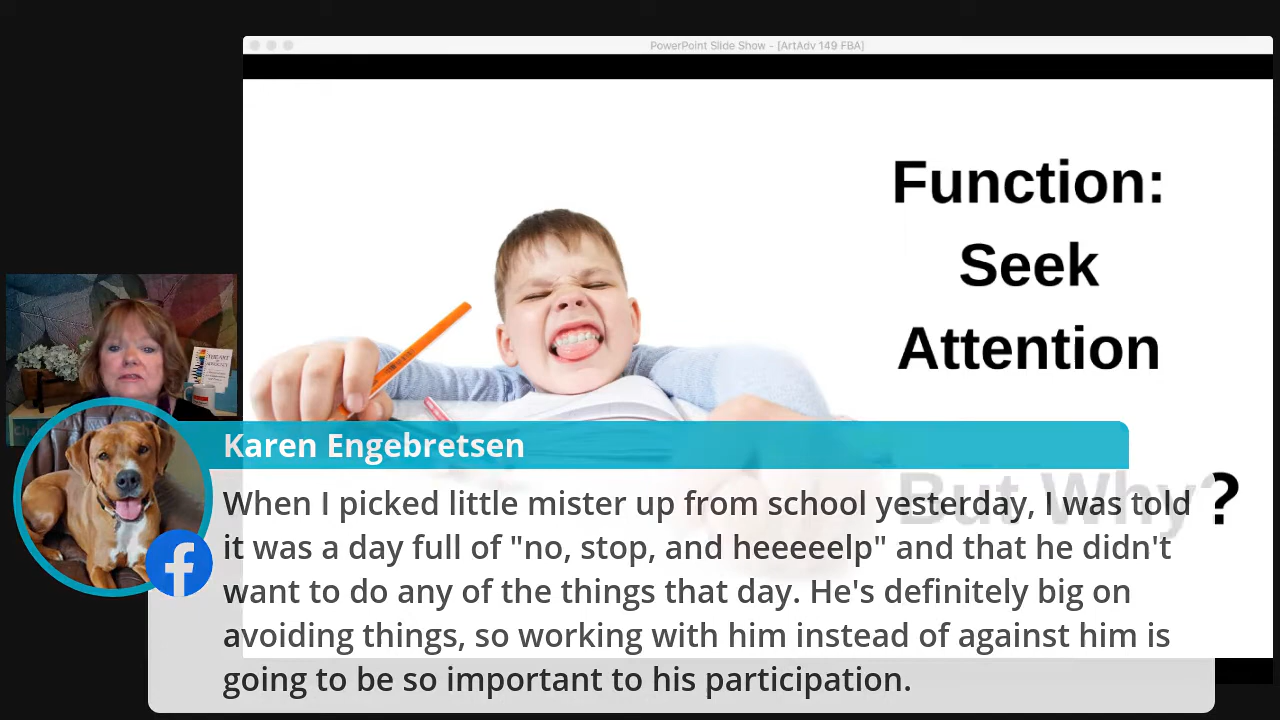 PowerPoint Slide Show - [ArtAdv 149 FBA]
Function:
Seek
Attention
But Why?
Karen Engebretsen
When I picked little mister up from school yesterday, I was told
it was a day full of "no, stop, and heeeeelp" and that he didn't
want to do any of the things that day. He's definitely big on
avoiding things, so working with him instead of against him is
going to be so important to his participation.